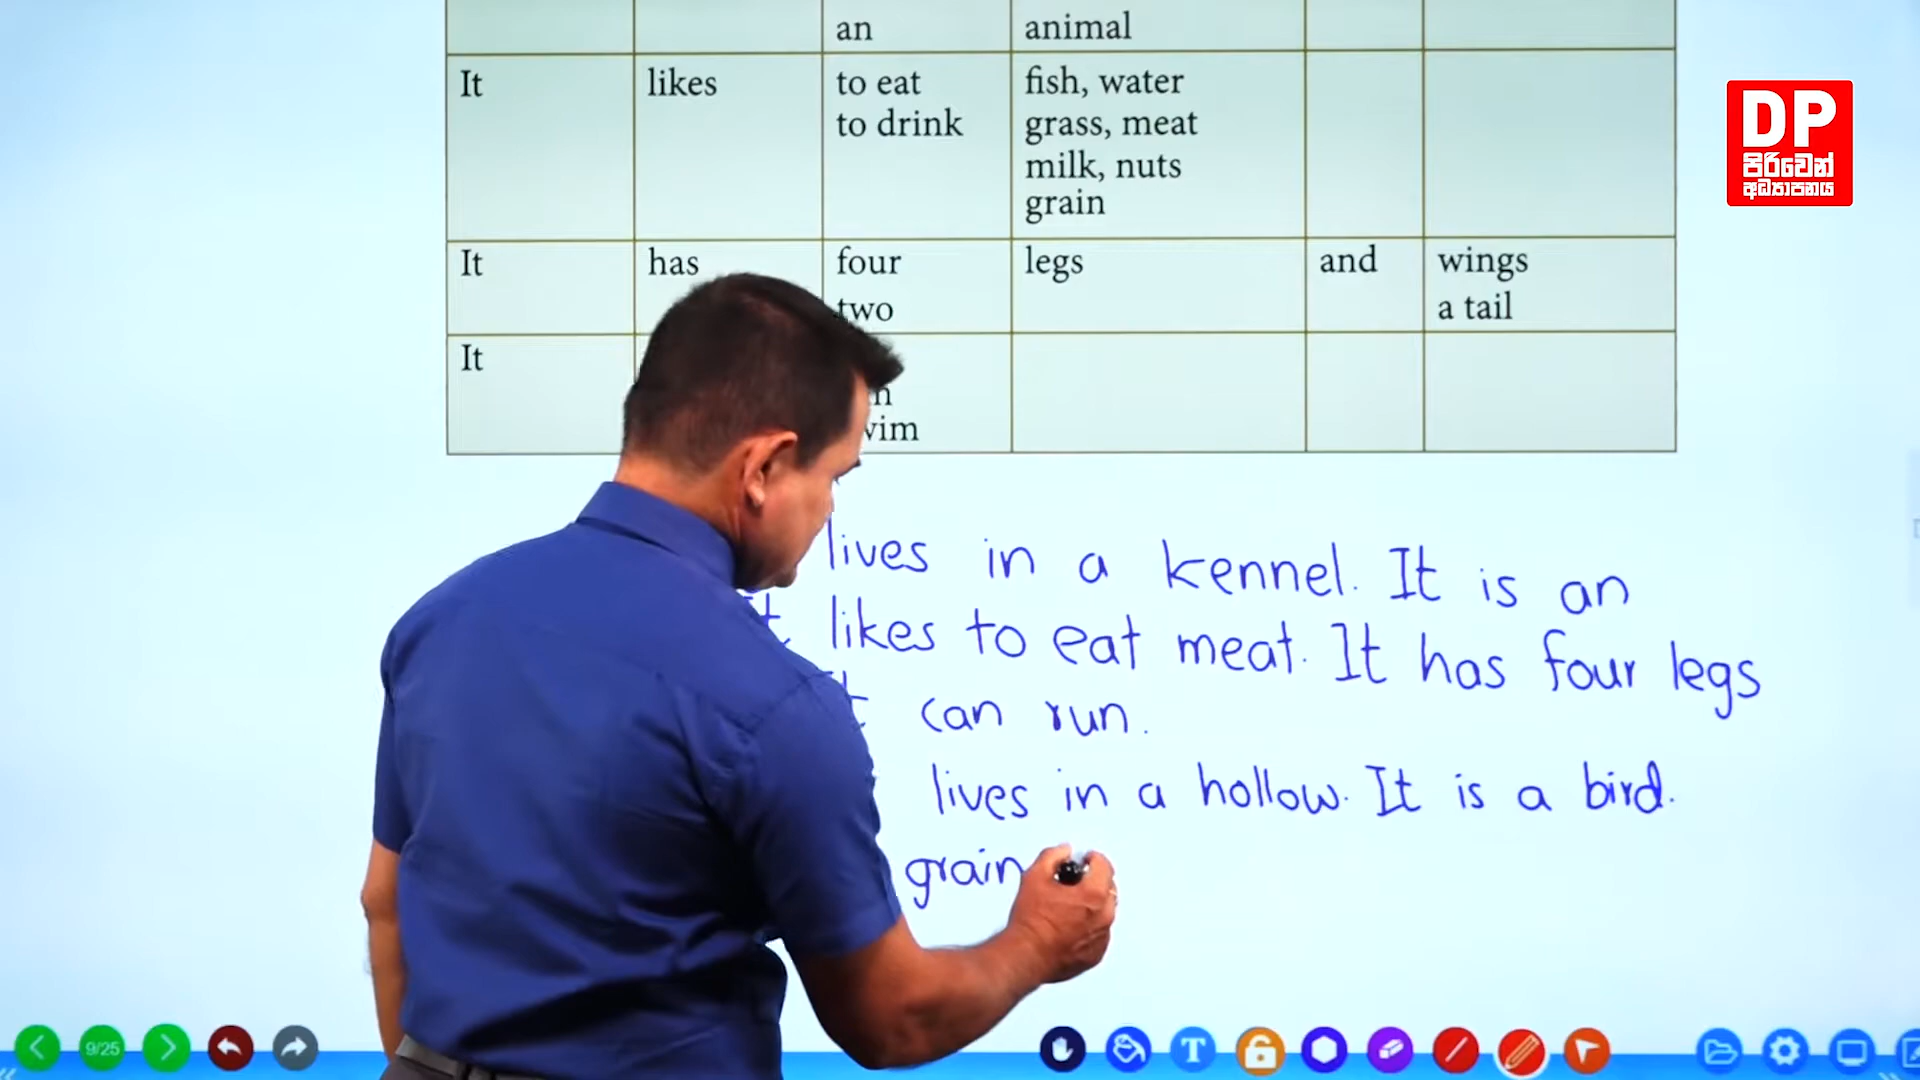 an animal
DP
පිරිවෙන්
අධ්‍යාපනය
It likes to eat fish, water
to drink grass, meat
milk, nuts
grain
It has four legs and wings
two a tail
It
lives in a kennel. It is an
likes to eat meat. It has four legs
can run.
lives in a hollow. It is a bird.
grain
9/25
T